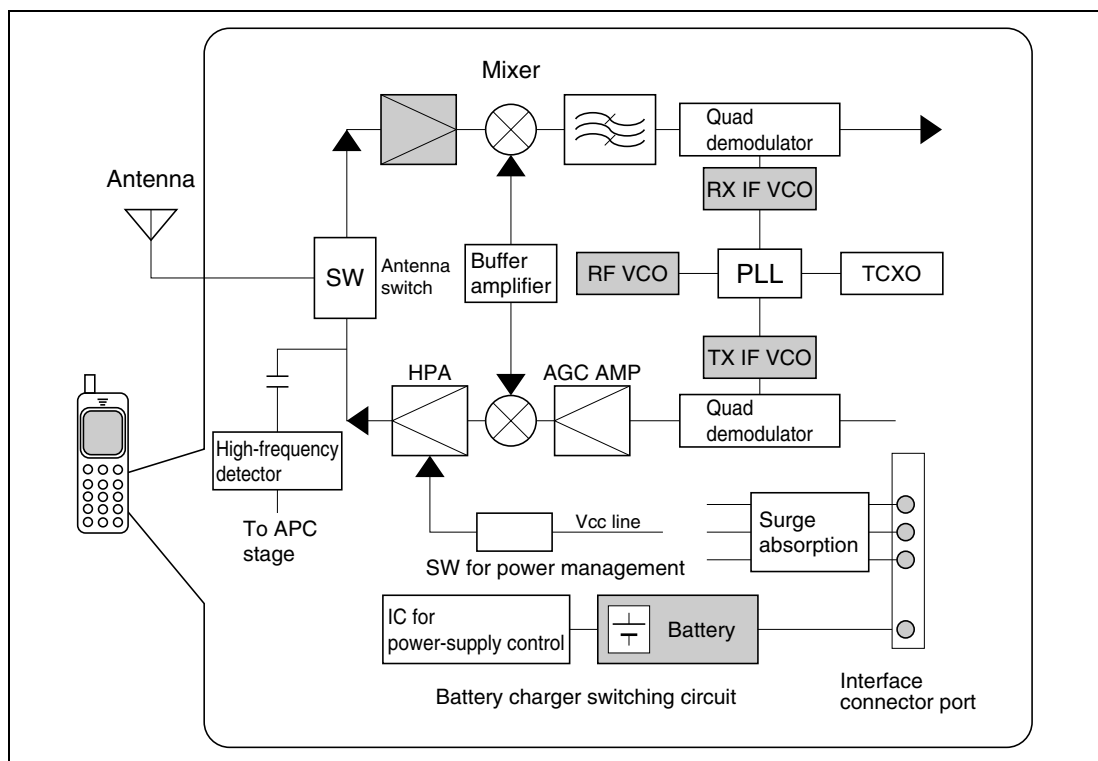 Mixer
Quad
demodulator
Antenna
RX IF VCO
SW
Antenna
switch
Buffer
amplifier
RF VCO
PLL
TCXO
TX IF VCO
HPA
AGC AMP
Quad
demodulator
High-frequency
detector
To APC
stage
Vcc line
SW for power management
Surge
absorption
IC for
power-supply control
Battery
Battery charger switching circuit
Interface
connector port